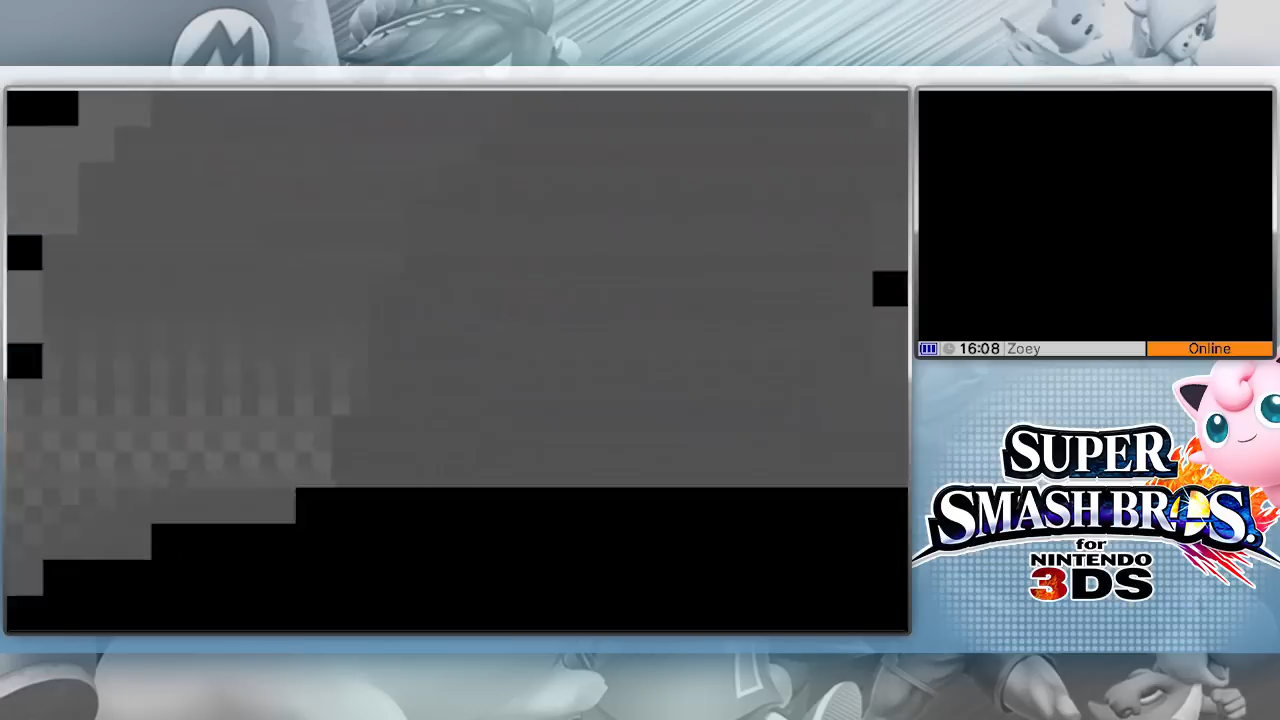 M
16:08 Zoey Online
SUPER
SMASH BROS.
for
NINTENDO
3DS